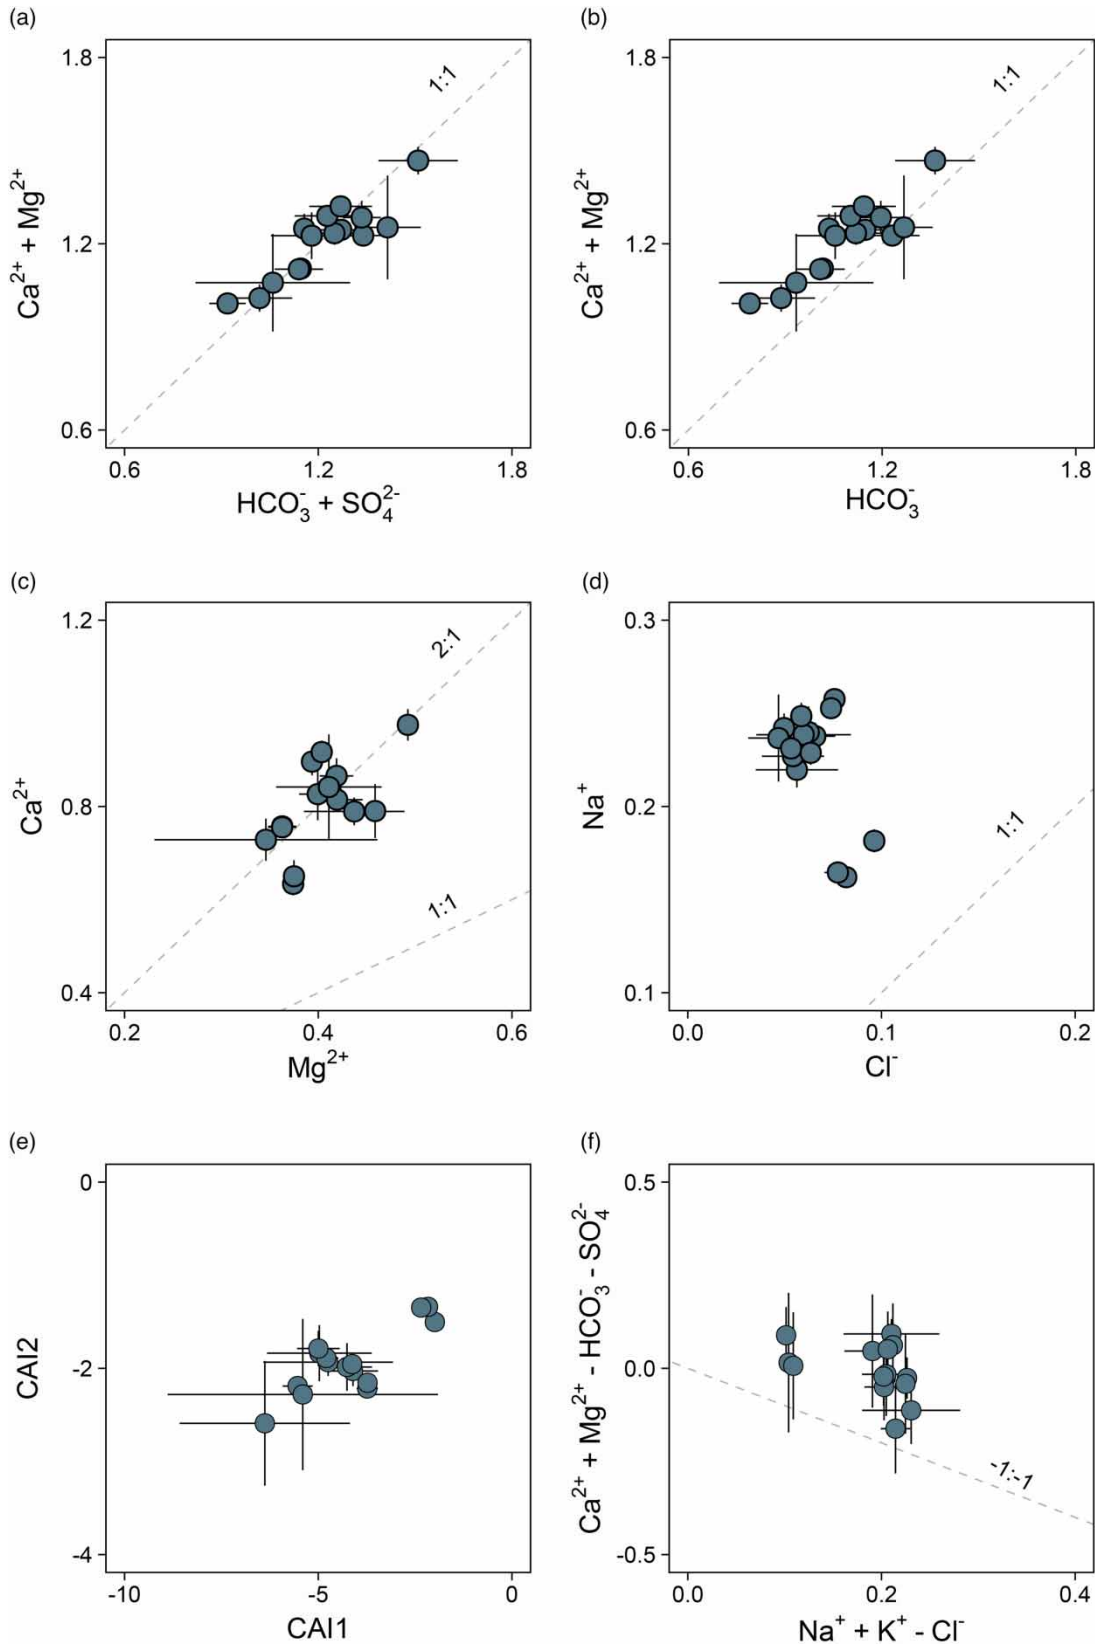 (a)
1.8
1.2
0.6
Ca²⁺ + Mg²⁺
1:1
0.6 1.2 1.8
HCO₃⁻ + SO₄²⁻
(b)
1.8
1.2
0.6
Ca²⁺ + Mg²⁺
1:1
0.6 1.2 1.8
HCO₃⁻
(c)
1.2
0.8
0.4
Ca²⁺
2:1
1:1
0.2 0.4 0.6
Mg²⁺
(d)
0.3
0.2
0.1
Na⁺
1:1
0.0 0.1 0.2
Cl⁻
(e)
0
-2
-4
CAI2
-10 -5 0
CAI1
(f)
0.5
0.0
-0.5
Ca²⁺ + Mg²⁺ - HCO₃⁻ - SO₄²⁻
-1:-1
0.0 0.2 0.4
Na⁺ + K⁺ - Cl⁻